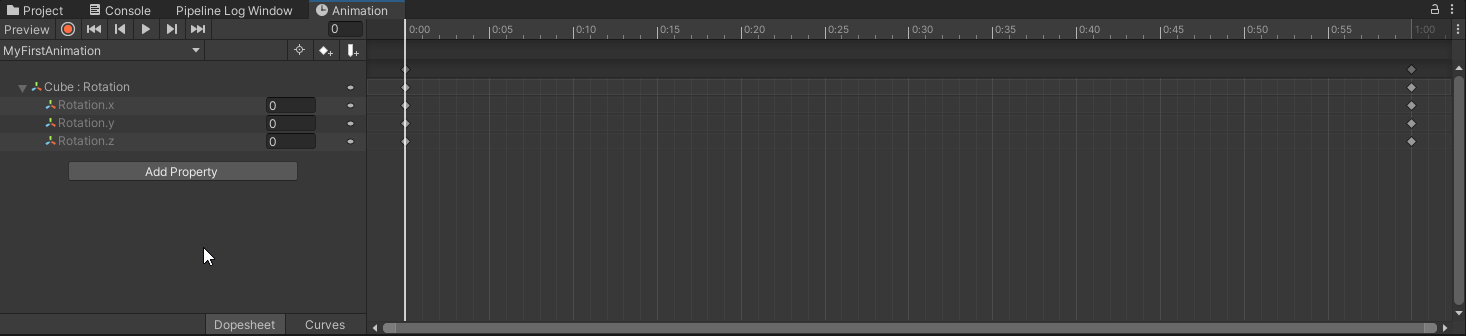 Project Console Pipeline Log Window Animation
Preview 0 0:00 0:05 0:10 0:15 0:20 0:25 0:30 0:35 0:40 0:45 0:50 0:55 1:00
MyFirstAnimation
Cube : Rotation
Rotation.x 0
Rotation.y 0
Rotation.z 0
Add Property
Dopesheet Curves